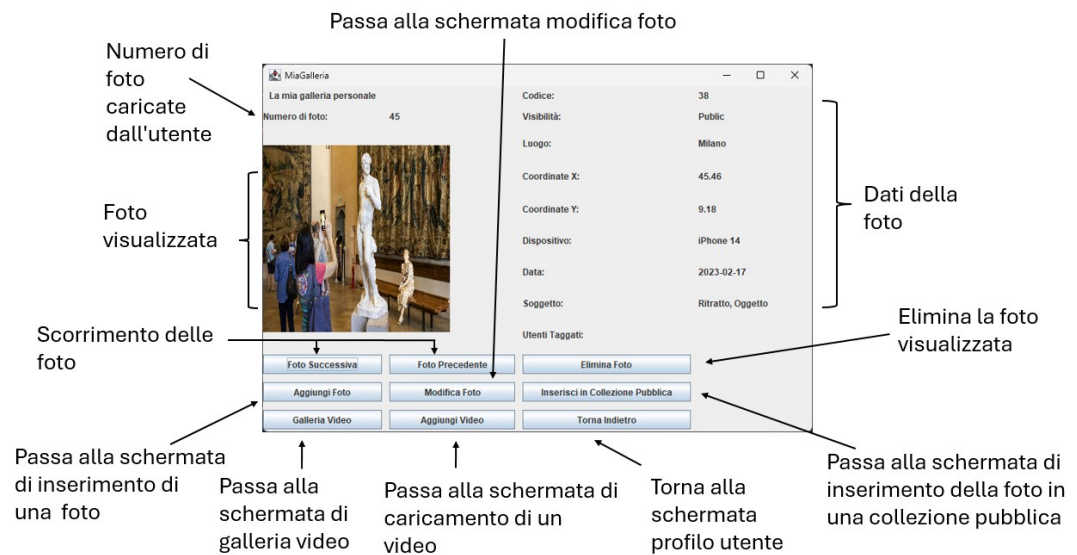 Passa alla schermata modifica foto
Numero di
foto
caricate
dall'utente
MiaGalleria
La mia galleria personale
Numero di foto: 45
Codice: 38
Visibilità: Public
Luogo: Milano
Coordinate X: 45.46
Coordinate Y: 9.18
Dispositivo: iPhone 14
Data: 2023-02-17
Soggetto: Ritratto, Oggetto
Utenti Taggati:
Foto
visualizzata
Dati della
foto
Scorrimento delle
foto
Elimina la foto
visualizzata
Foto Successiva Foto Precedente Elimina Foto
Aggiungi Foto Modifica Foto Inserisci in Collezione Pubblica
Galleria Video Aggiungi Video Torna Indietro
Passa alla schermata
di inserimento di
una foto
Passa alla
schermata di
galleria video
Passa alla schermata di
caricamento di un
video
Torna alla
schermata
profilo utente
Passa alla schermata di
inserimento della foto in
una collezione pubblica